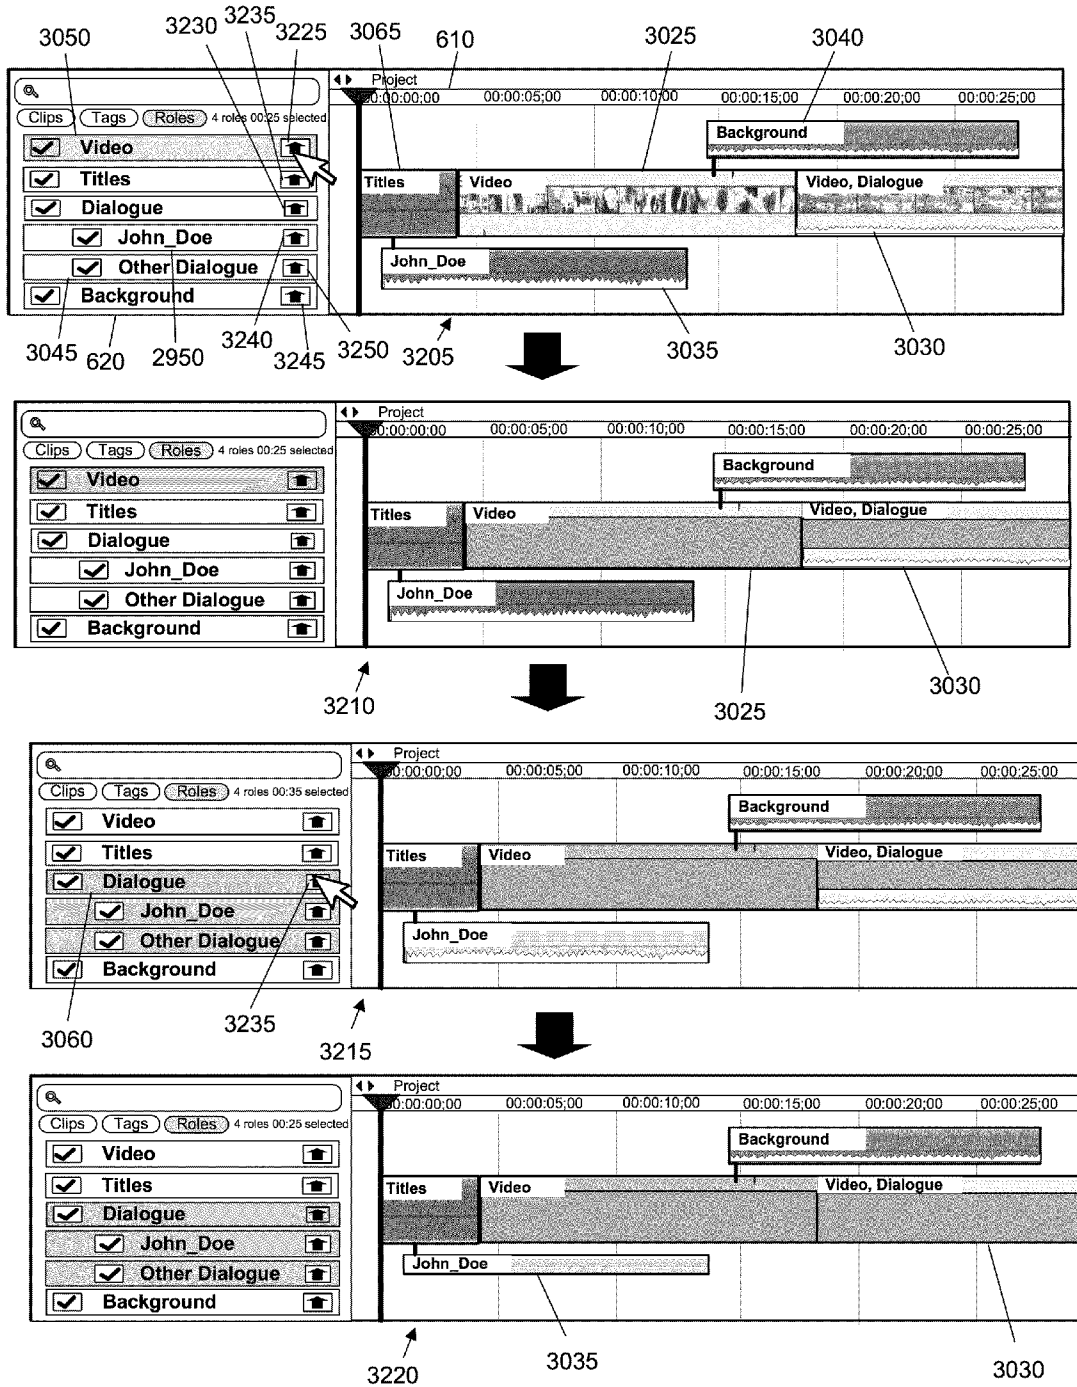 3050 3230 3235 3225 3065 610 3025 3040
Project
00:00:00;00 00:00:05;00 00:00:10;00 00:00:15;00 00:00:20;00 00:00:25;00
Clips Tags Roles 4 roles 00:25 selected
Video
Titles
Dialogue
John_Doe
Other Dialogue
Background
Background
Titles Video Video, Dialogue
John_Doe
3045 620 2950 3240 3245 3250 3205 3035 3030
Project
00:00:00;00 00:00:05;00 00:00:10;00 00:00:15;00 00:00:20;00 00:00:25;00
Clips Tags Roles 4 roles 00:25 selected
Video
Titles
Dialogue
John_Doe
Other Dialogue
Background
Background
Titles Video Video, Dialogue
John_Doe
3210 3025 3030
Project
00:00:00;00 00:00:05;00 00:00:10;00 00:00:15;00 00:00:20;00 00:00:25;00
Clips Tags Roles 4 roles 00:35 selected
Video
Titles
Dialogue
John_Doe
Other Dialogue
Background
Background
Titles Video Video, Dialogue
John_Doe
3060 3235 3215
Project
00:00:00;00 00:00:05;00 00:00:10;00 00:00:15;00 00:00:20;00 00:00:25;00
Clips Tags Roles 4 roles 00:25 selected
Video
Titles
Dialogue
John_Doe
Other Dialogue
Background
Background
Titles Video Video, Dialogue
John_Doe
3220 3035 3030